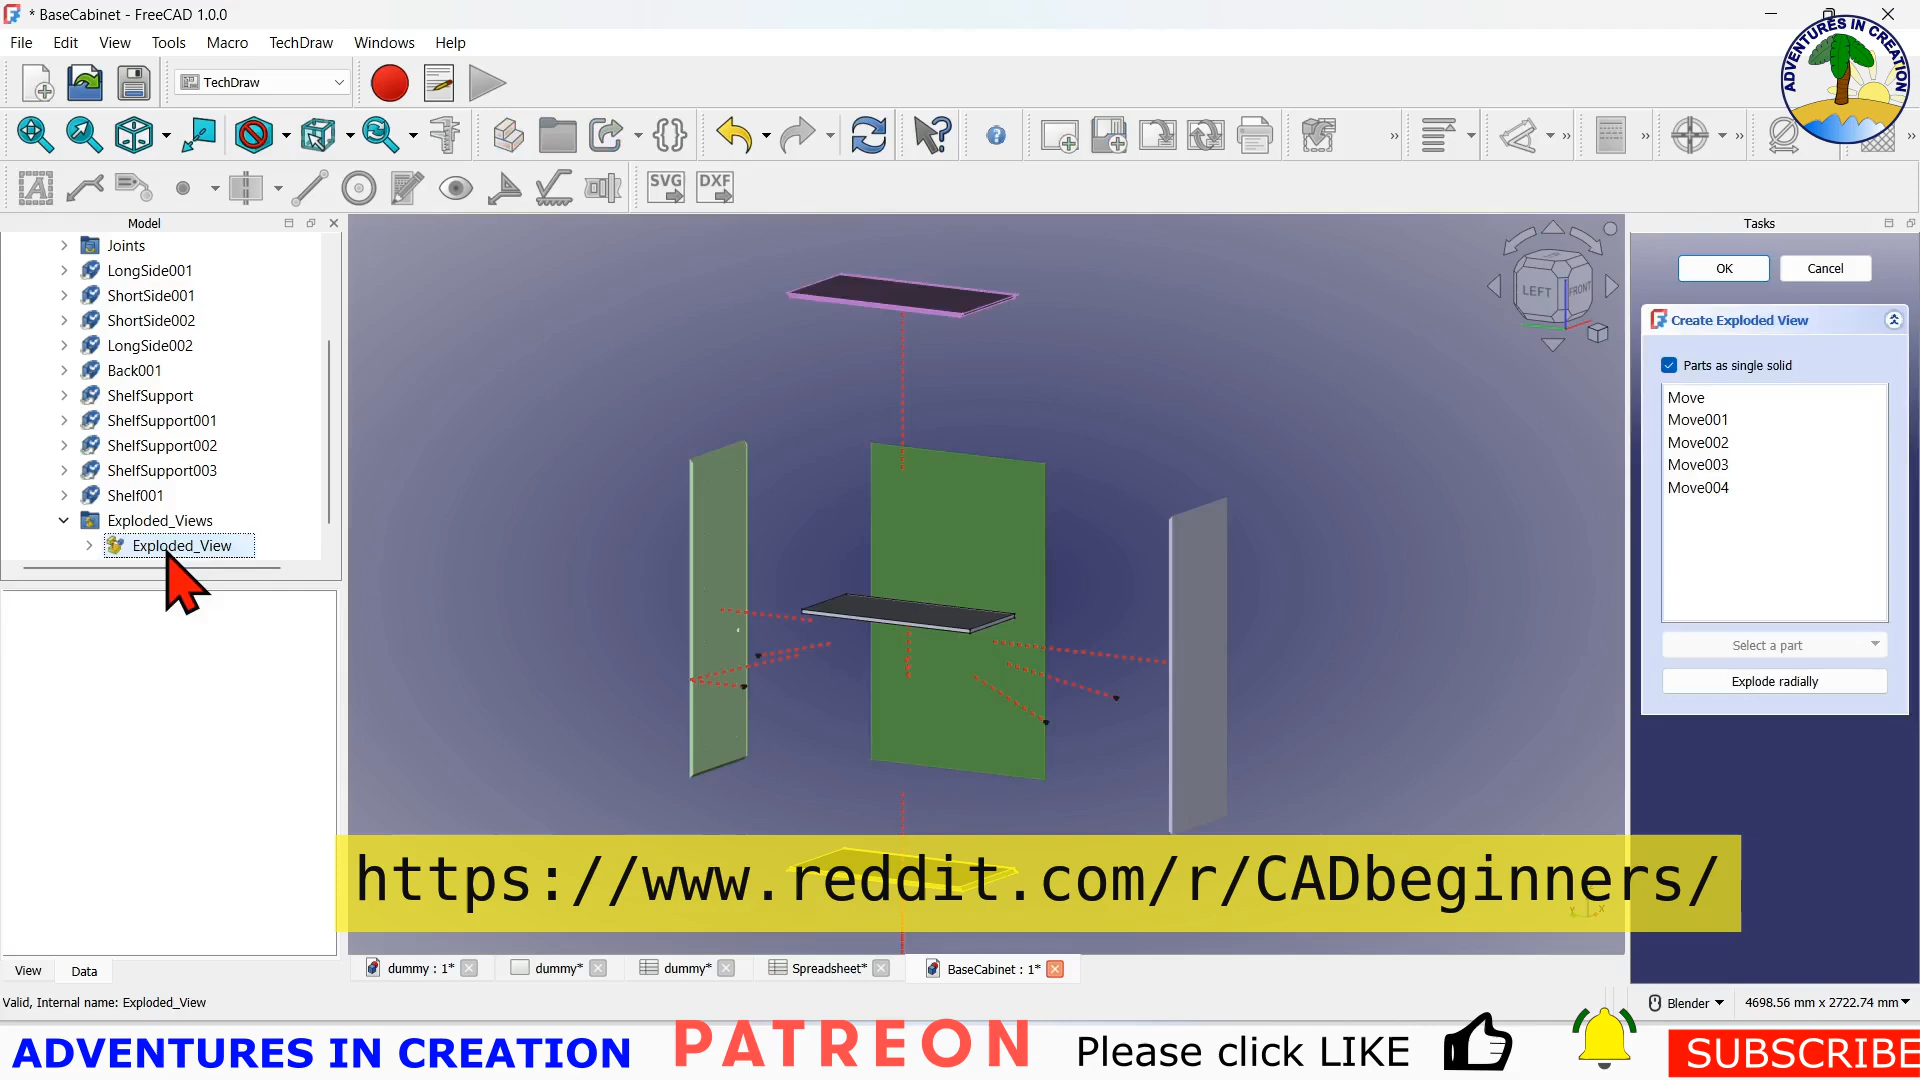 * BaseCabinet - FreeCAD 1.0.0
File Edit View Tools Macro TechDraw Windows Help
ADVENTURES IN CREATION
TechDraw
SVG DXF
Model
Joints
LongSide001
ShortSide001
ShortSide002
LongSide002
Back001
ShelfSupport
ShelfSupport001
ShelfSupport002
ShelfSupport003
Shelf001
Exploded_Views
Exploded_View
View Data
LEFT FRONT
Tasks
OK Cancel
Create Exploded View
Parts as single solid
Move
Move001
Move002
Move003
Move004
Select a part
Explode radially
https://www.reddit.com/r/CADbeginners/
dummy : 1* dummy* dummy* Spreadsheet* BaseCabinet : 1*
Valid, Internal name: Exploded_View
Blender 4698.56 mm x 2722.74 mm
ADVENTURES IN CREATION PATREON Please click LIKE SUBSCRIBE